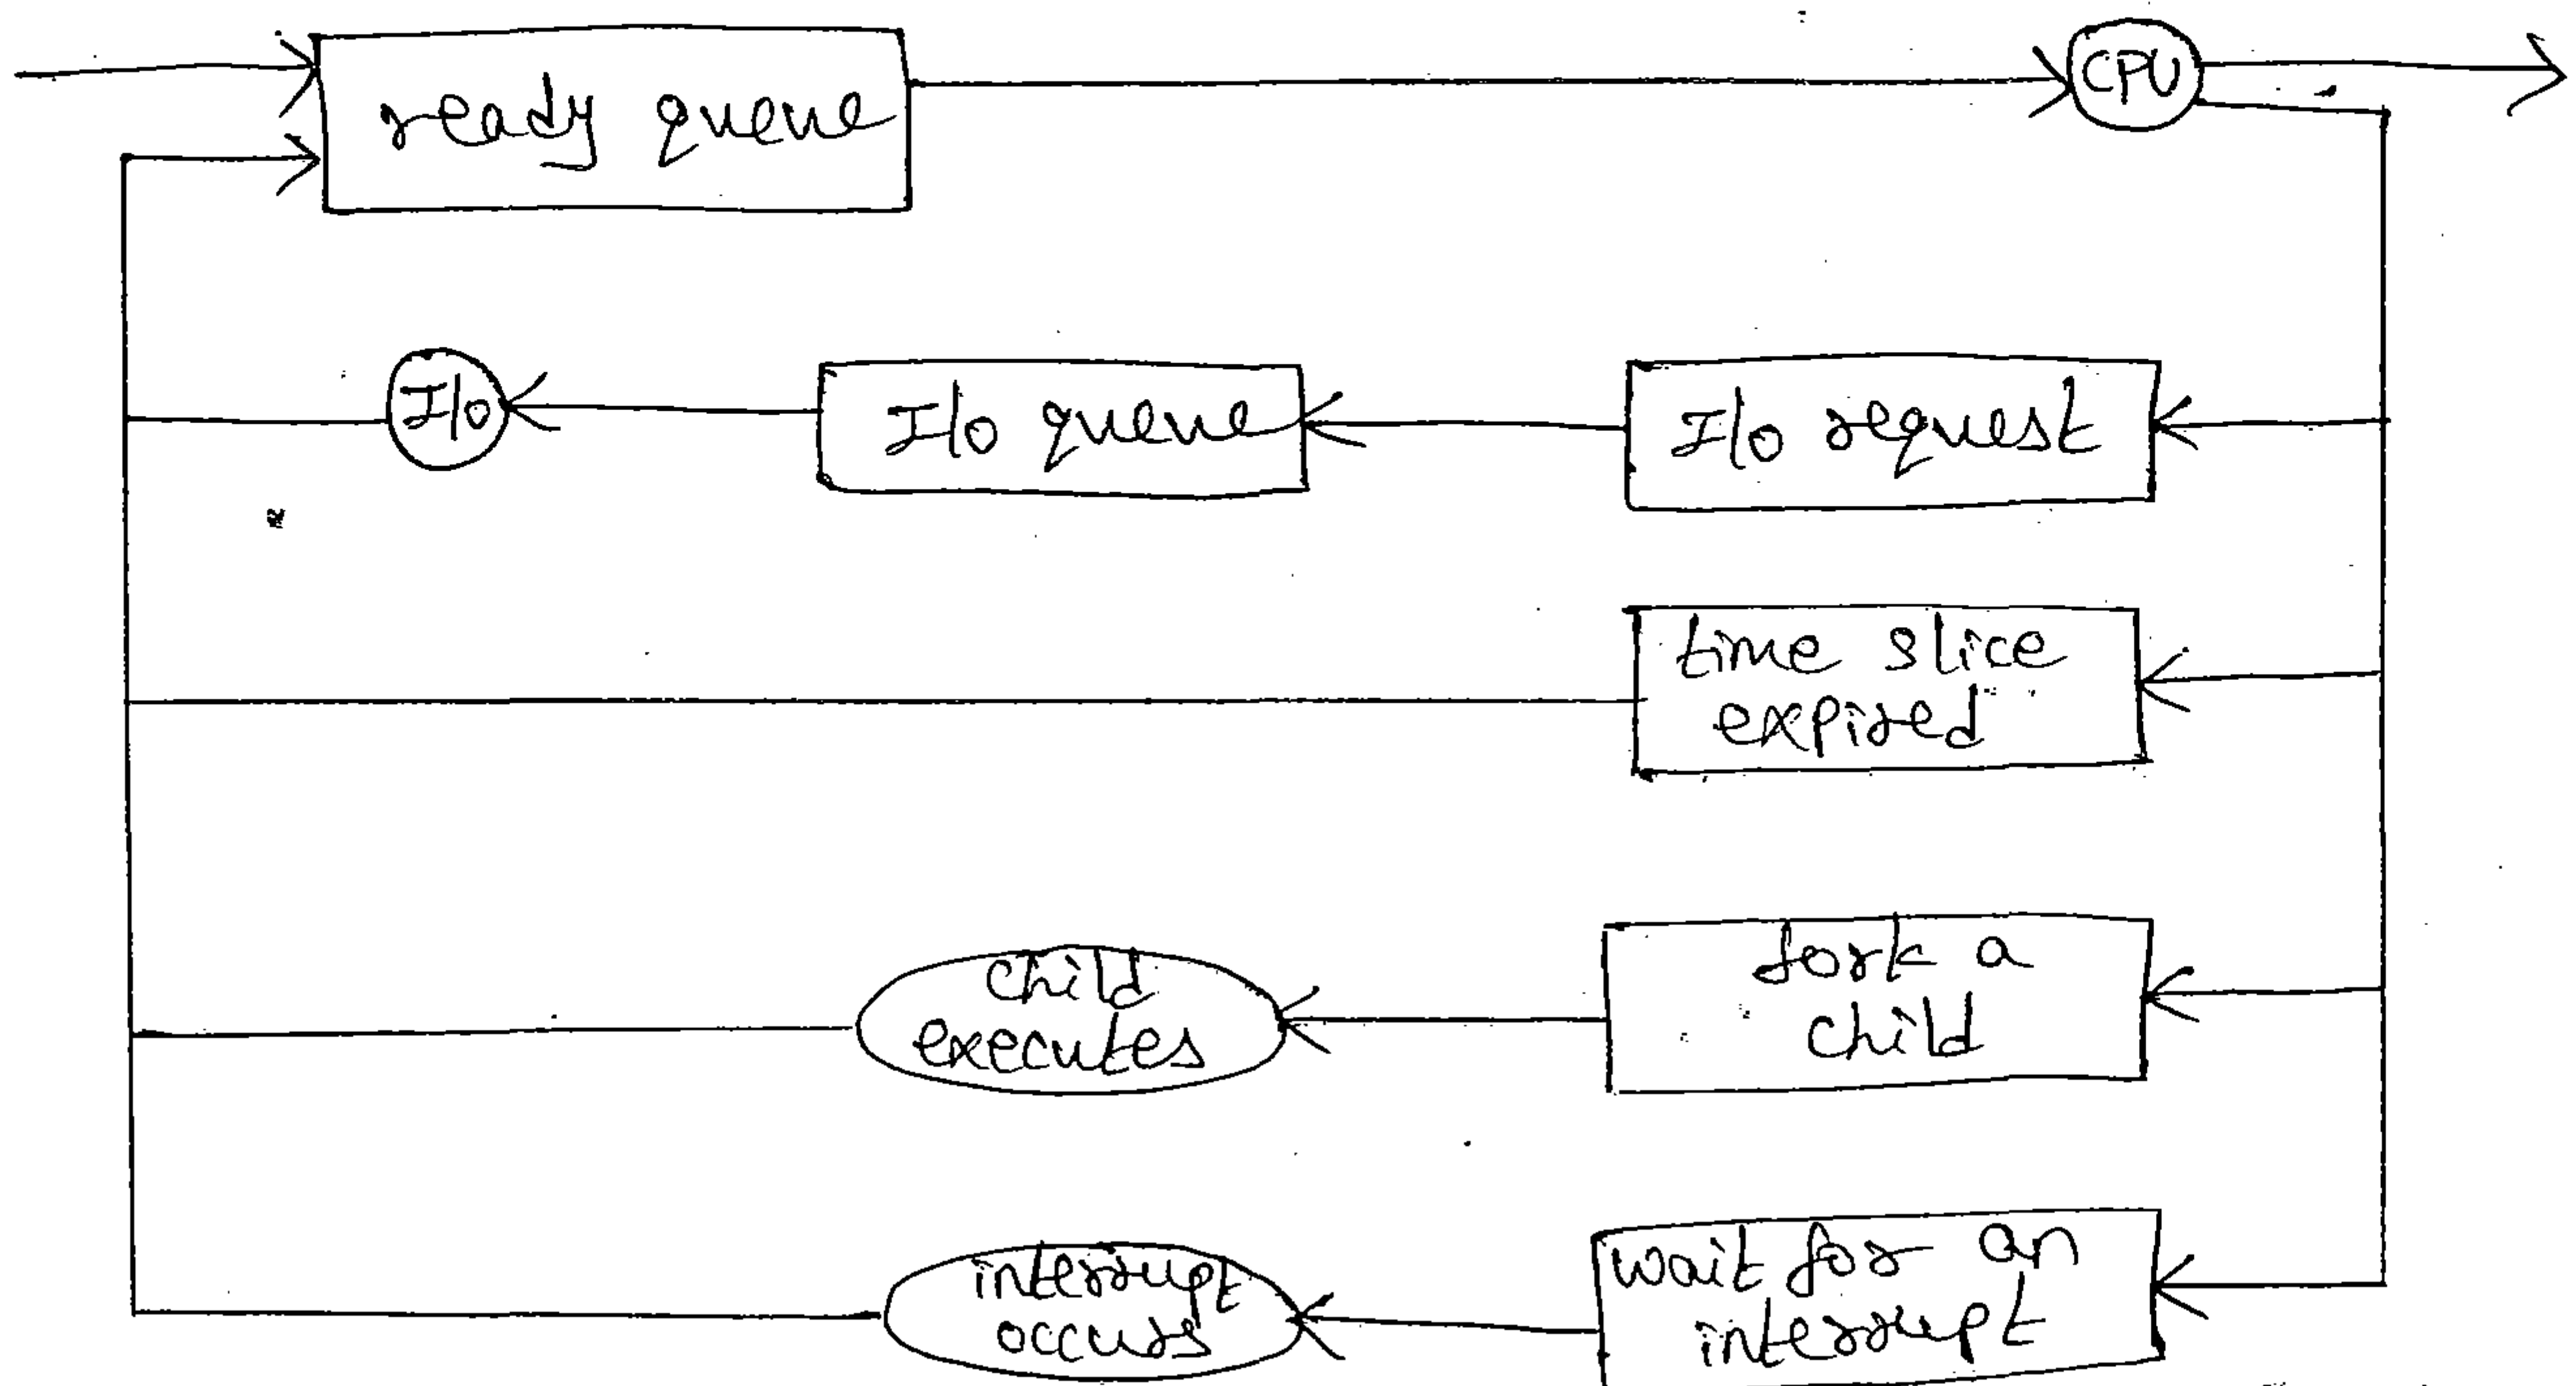 ready queue
CPU
I/o
I/o queue
I/o request
time slice
expired
child
executes
fork a
child
interrupt
occurs
wait for an
interrupt